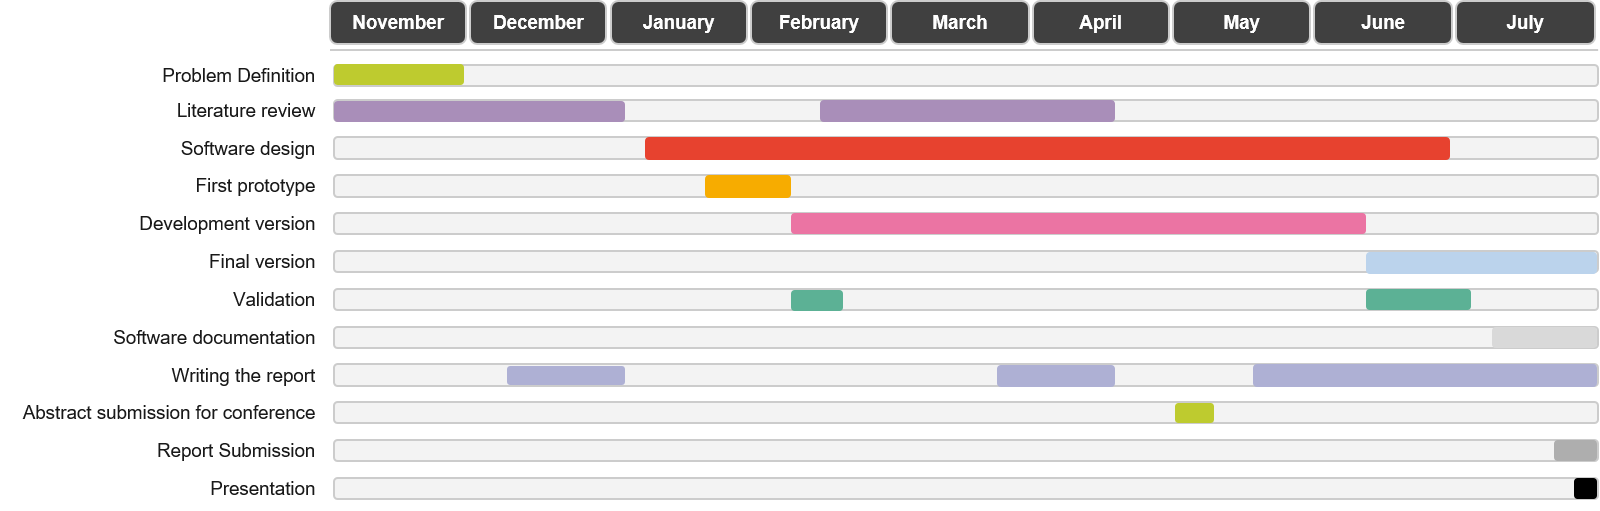 November December January February March April May June July
Problem Definition
Literature review
Software design
First prototype
Development version
Final version
Validation
Software documentation
Writing the report
Abstract submission for conference
Report Submission
Presentation